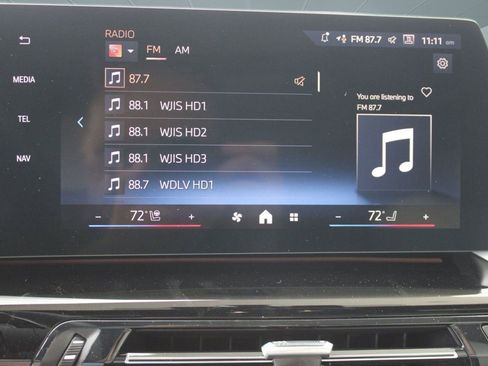 RADIO
FM AM
FM 87.7
11:11 am
MEDIA
TEL
NAV
87.7
88.1 WJIS HD1
88.1 WJIS HD2
88.1 WJIS HD3
88.7 WDLV HD1
You are listening to
FM 87.7
- 72° +
- 72° +